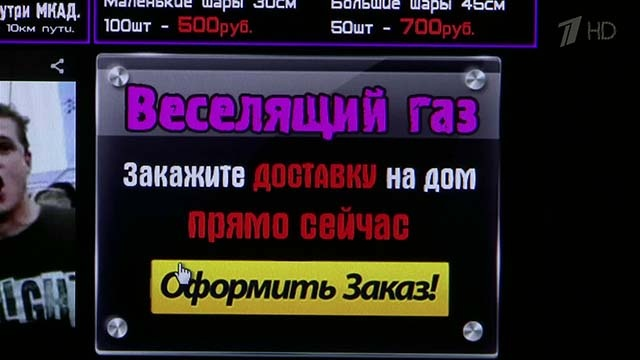 утри МКАД.
10км пути.
Маленькие шары 30см
100шт - 500руб.
Большие шары 45см
50шт - 700руб.
1 HD
Веселящий газ
Закажите доставку на дом
прямо сейчас
Оформить Заказ!